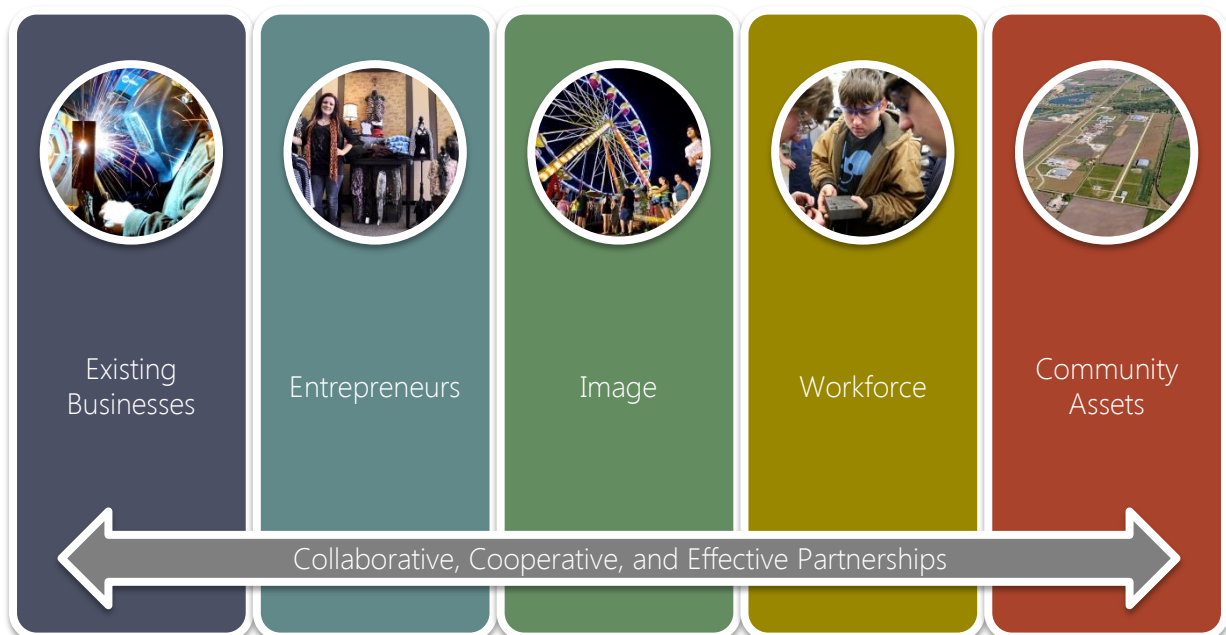 Existing
Businesses
Entrepreneurs
Image
Workforce
Community
Assets
Collaborative, Cooperative, and Effective Partnerships